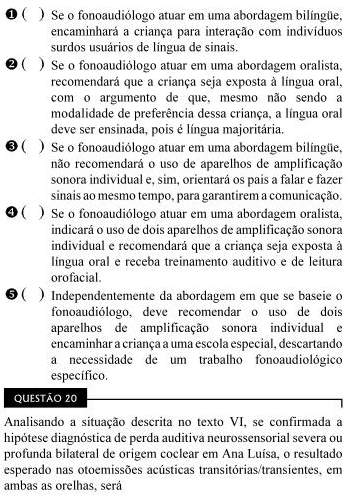 ❶ ( ) Se o fonoaudiólogo atuar em uma abordagem bilíngüe,
encaminhará a criança para interação com indivíduos
surdos usuários de língua de sinais.
❷ ( ) Se o fonoaudiólogo atuar em uma abordagem oralista,
recomendará que a criança seja exposta à língua oral,
com o argumento de que, mesmo não sendo a
modalidade de preferência dessa criança, a língua oral
deve ser ensinada, pois é língua majoritária.
❸ ( ) Se o fonoaudiólogo atuar em uma abordagem bilíngüe,
não recomendará o uso de aparelhos de amplificação
sonora individual e, sim, orientará os pais a falar e fazer
sinais ao mesmo tempo, para garantirem a comunicação.
❹ ( ) Se o fonoaudiólogo atuar em uma abordagem oralista,
indicará o uso de dois aparelhos de amplificação sonora
individual e recomendará que a criança seja exposta à
língua oral e receba treinamento auditivo e de leitura
orofacial.
❺ ( ) Independentemente da abordagem em que se baseie o
fonoaudiólogo, deve recomendar o uso de dois
aparelhos de amplificação sonora individual e
encaminhar a criança a uma escola especial, descartando
a necessidade de um trabalho fonoaudiológico
específico.
QUESTÃO 20
Analisando a situação descrita no texto VI, se confirmada a
hipótese diagnóstica de perda auditiva neurossensorial severa ou
profunda bilateral de origem coclear em Ana Luísa, o resultado
esperado nas otoemissões acústicas transitórias/transientes, em
ambas as orelhas, será